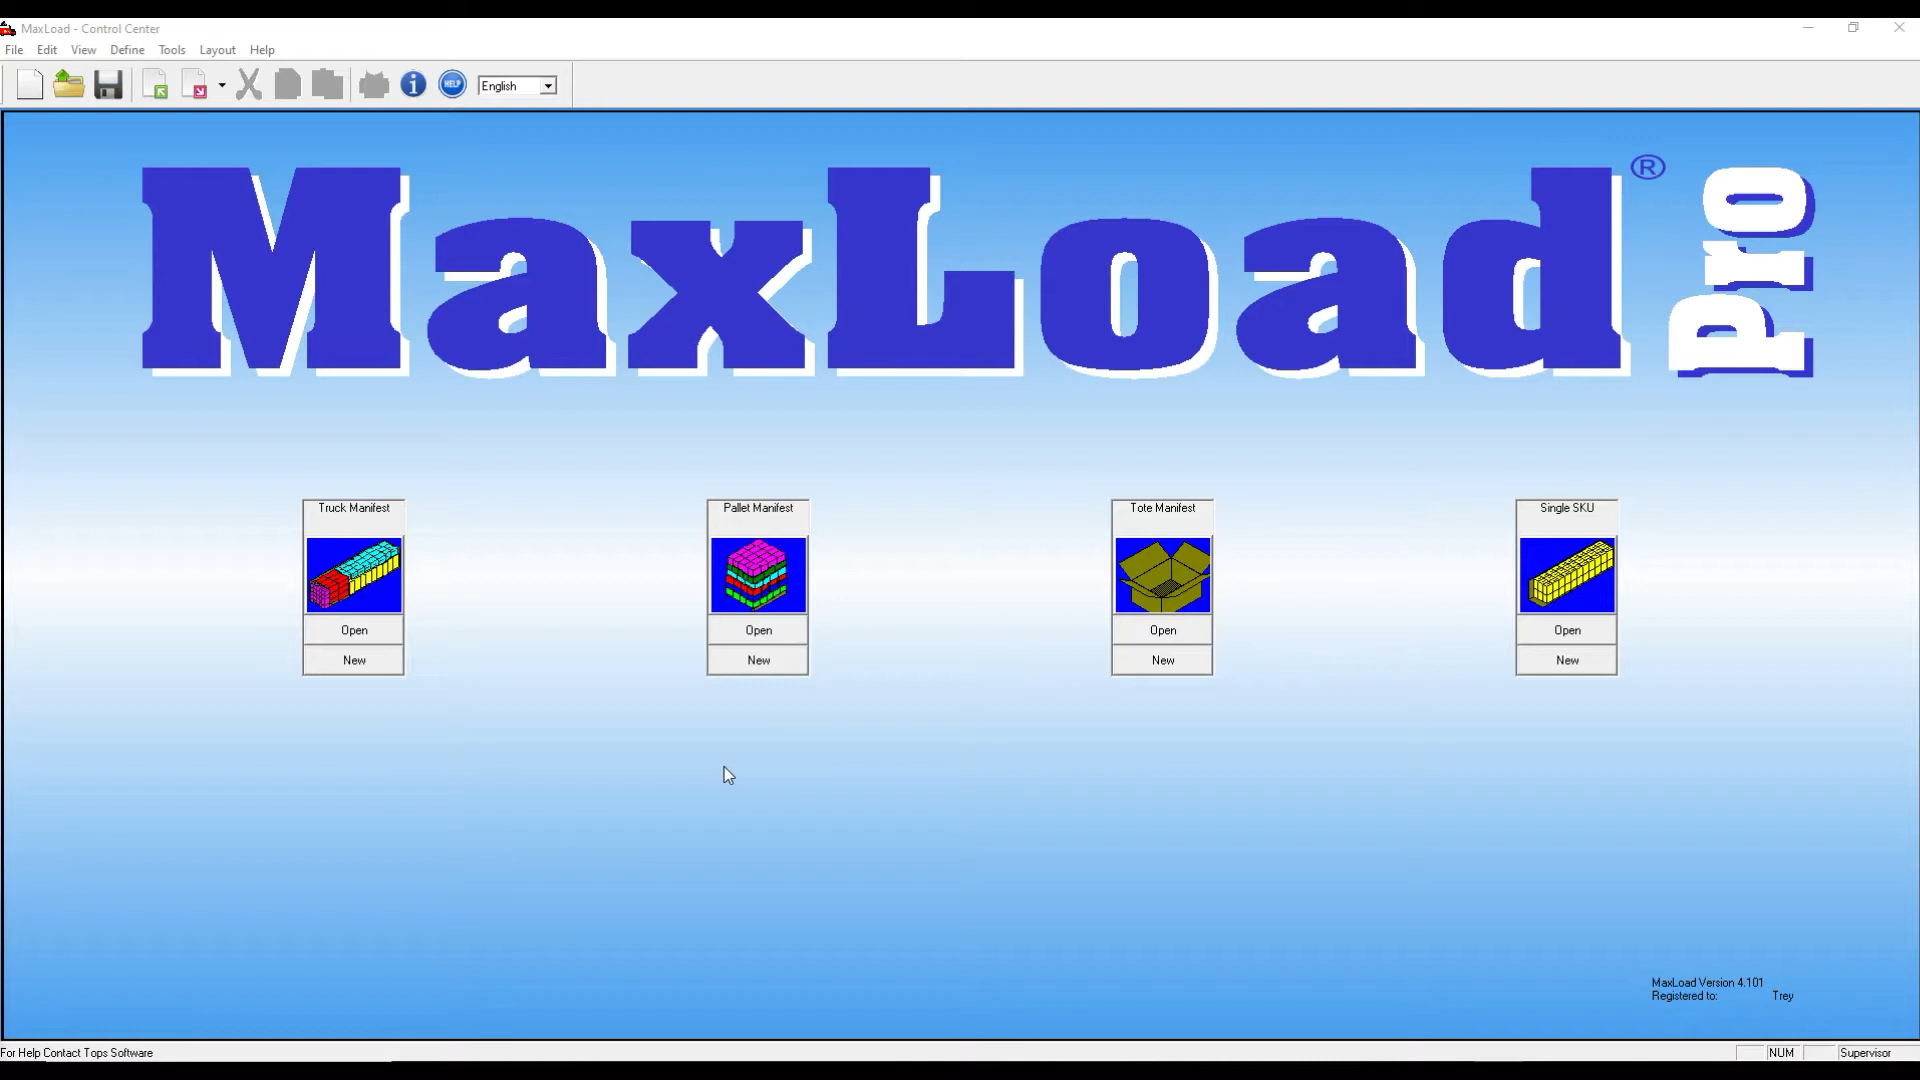 MaxLoad - Control Center
File Edit View Define Tools Layout Help
HELP English
MaxLoad ® Pro
Truck Manifest Pallet Manifest Tote Manifest Single SKU
Open Open Open Open
New New New New
MaxLoad Version 4.101
Registered to: Trey
For Help Contact Tops Software NUM Supervisor